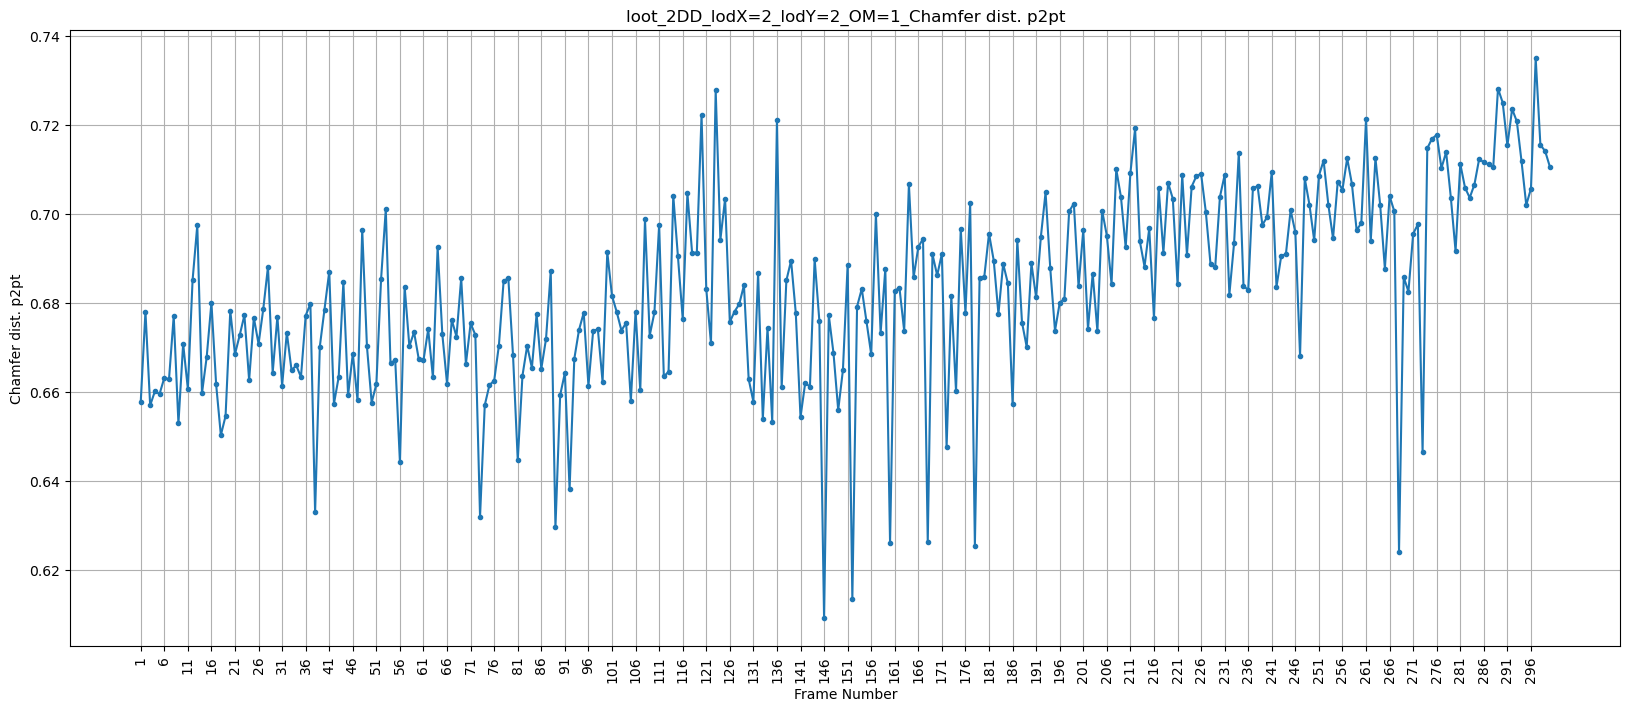 loot_2DD_lodX=2_lodY=2_OM=1_Chamfer dist. p2pt
0.74
0.72
0.70
0.68
0.66
0.64
0.62
Chamfer dist. p2pt
1 6 11 16 21 26 31 36 41 46 51 56 61 66 71 76 81 86 91 96 101 106 111 116 121 126 131 136 141 146 151 156 161 166 171 176 181 186 191 196 201 206 211 216 221 226 231 236 241 246 251 256 261 266 271 276 281 286 291 296
Frame Number